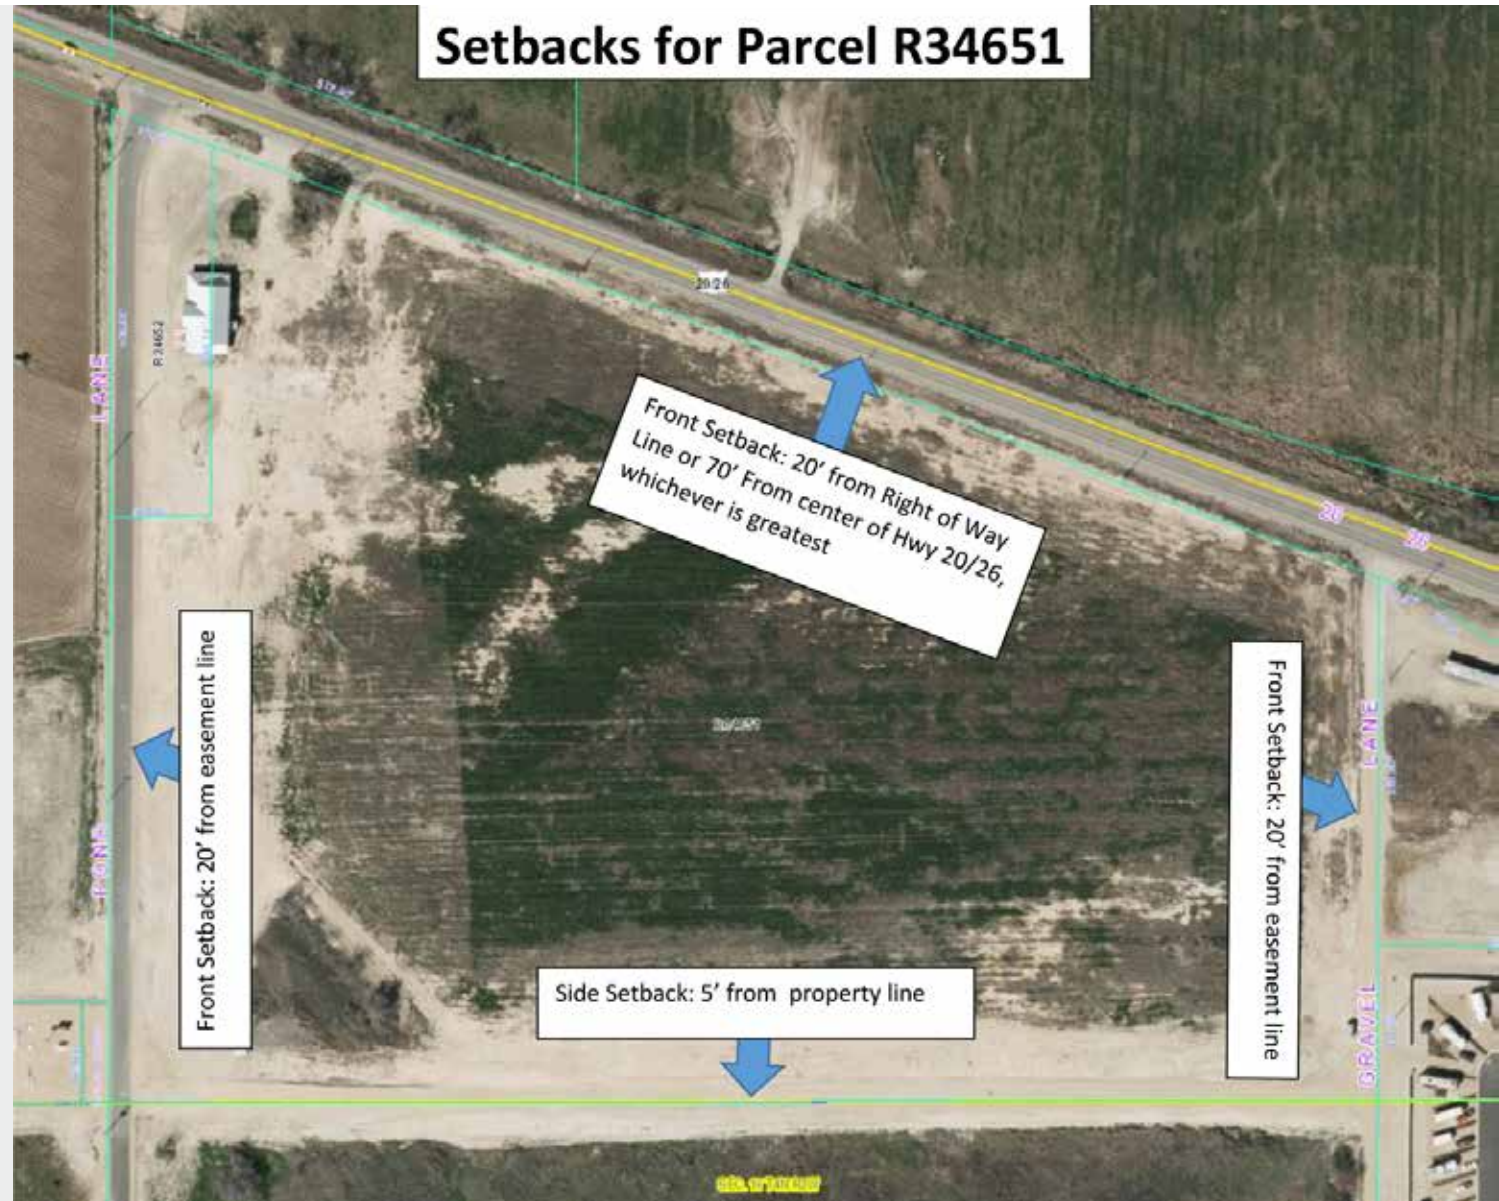 Setbacks for Parcel R34651
20/26
R34652
LANE
Front Setback: 20’ from Right of Way
Line or 70’ From center of Hwy 20/26,
whichever is greatest
20
26
Front Setback: 20’ from easement line
Front Setback: 20’ from easement line
LANE
Side Setback: 5’ from property line
GRAVEL